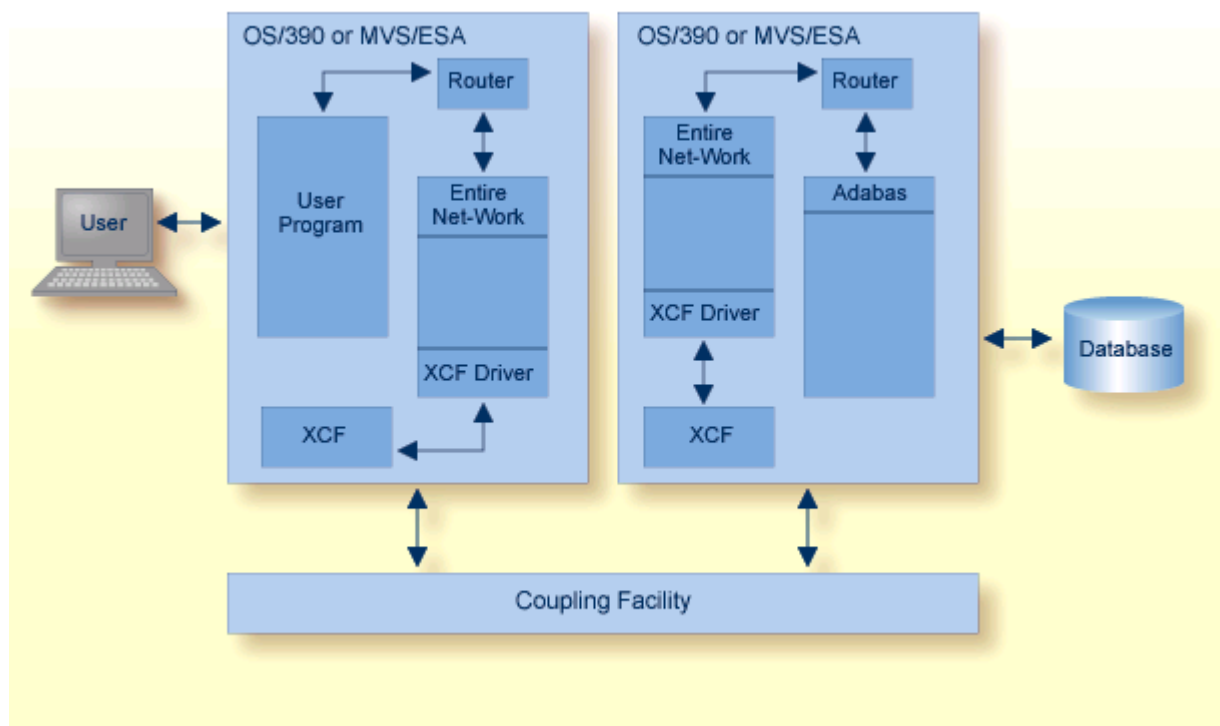 OS/390 or MVS/ESA
Router
User
Program
Entire
Net-Work
XCF Driver
XCF
User
OS/390 or MVS/ESA
Router
Entire
Net-Work
Adabas
XCF Driver
XCF
Database
Coupling Facility